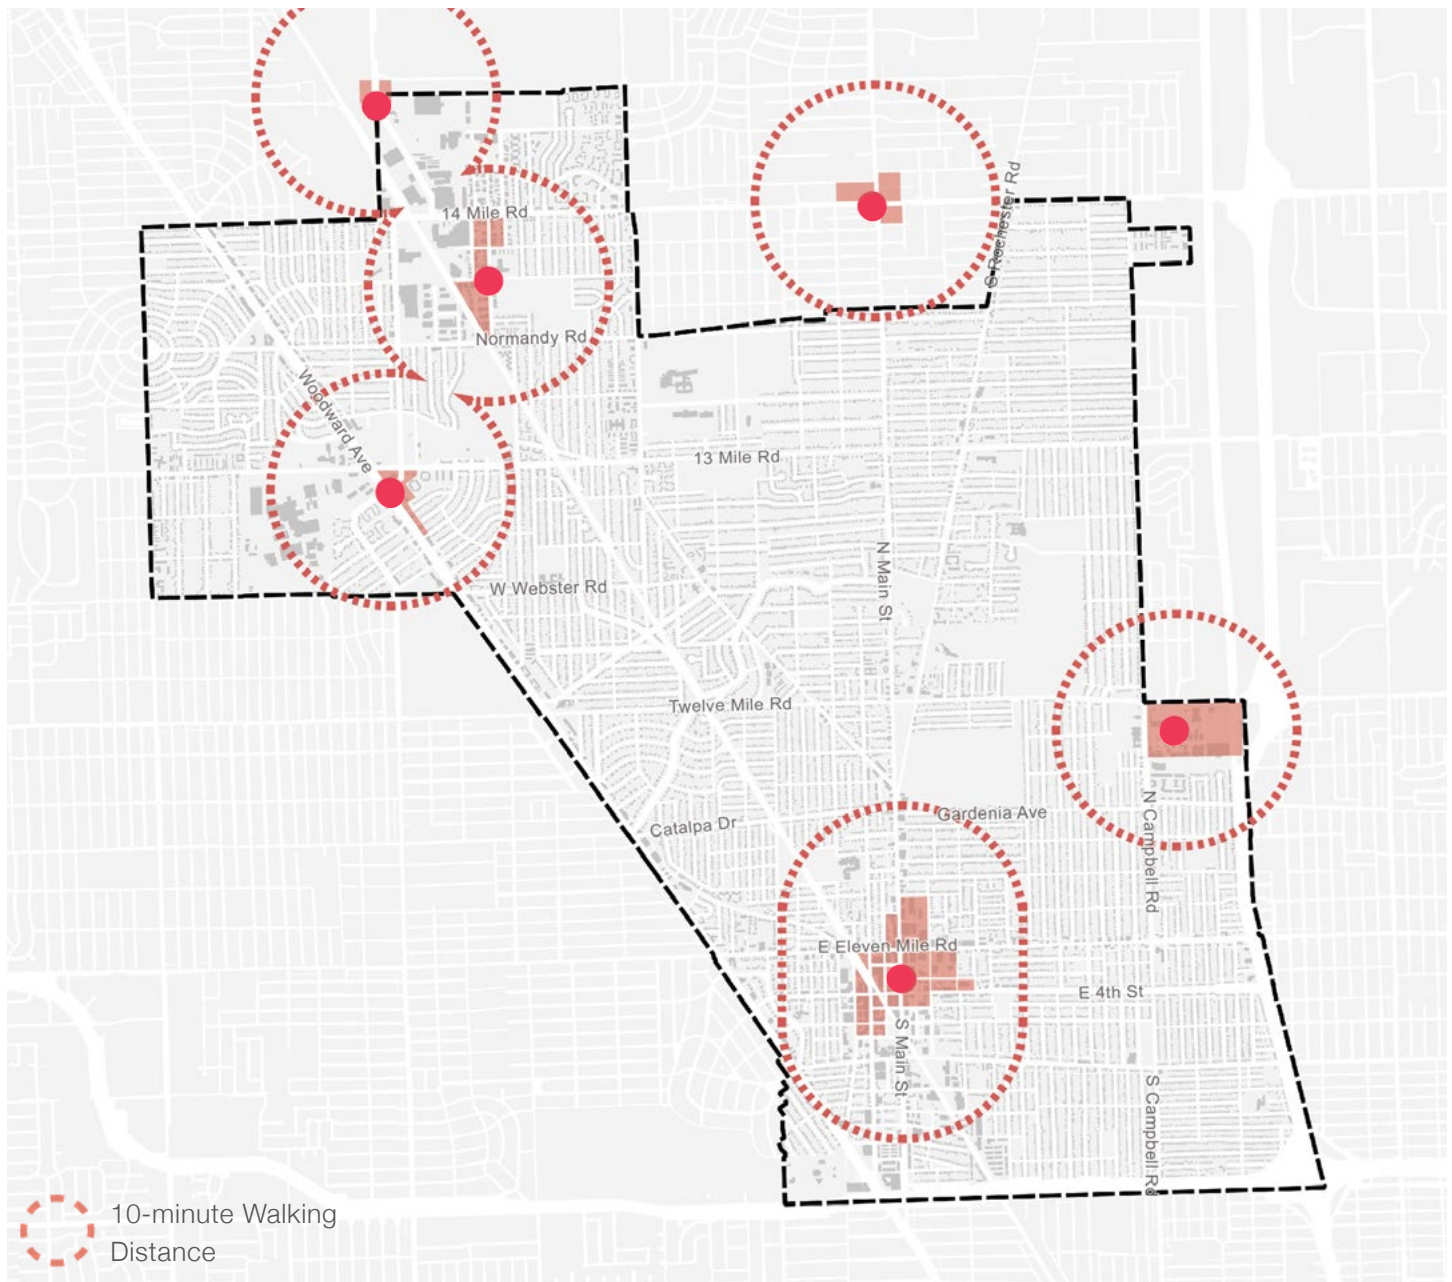 S Rochester Rd
14 Mile Rd
Normandy Rd
Woodward Ave
13 Mile Rd
N Main St
W Webster Rd
Twelve Mile Rd
Gardenia Ave
Catalpa Dr
N Campbell Rd
E Eleven Mile Rd
E 4th St
S Main St
S Campbell Rd
10-minute Walking
Distance